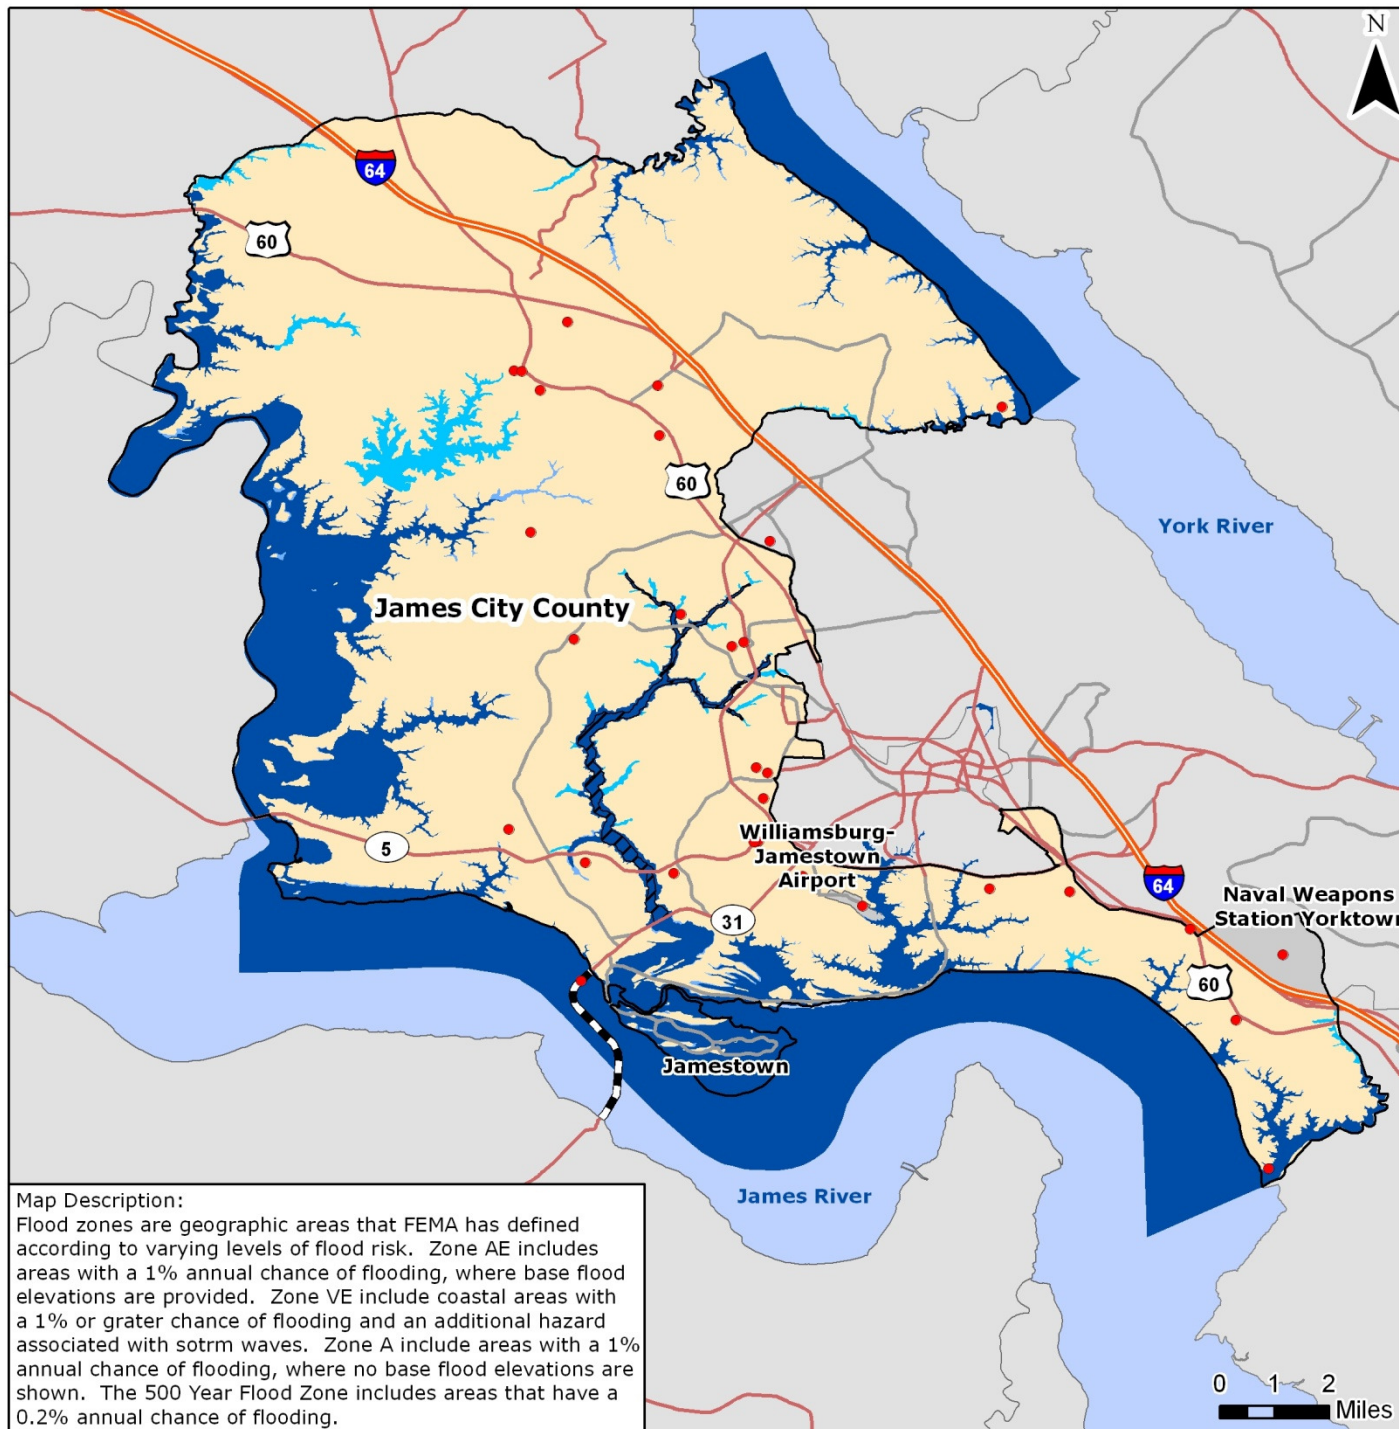 N
64
60
60
York River
James City County
Williamsburg-
Jamestown
Airport
5
64
Naval Weapons
Station Yorktown
31
60
Jamestown
James River
Map Description:
Flood zones are geographic areas that FEMA has defined
according to varying levels of flood risk.  Zone AE includes
areas with a 1% annual chance of flooding, where base flood
elevations are provided.  Zone VE include coastal areas with
a 1% or grater chance of flooding and an additional hazard
associated with sotrm waves.  Zone A include areas with a 1%
annual chance of flooding, where no base flood elevations are
shown.  The 500 Year Flood Zone includes areas that have a
0.2% annual chance of flooding.
0 1 2
Miles